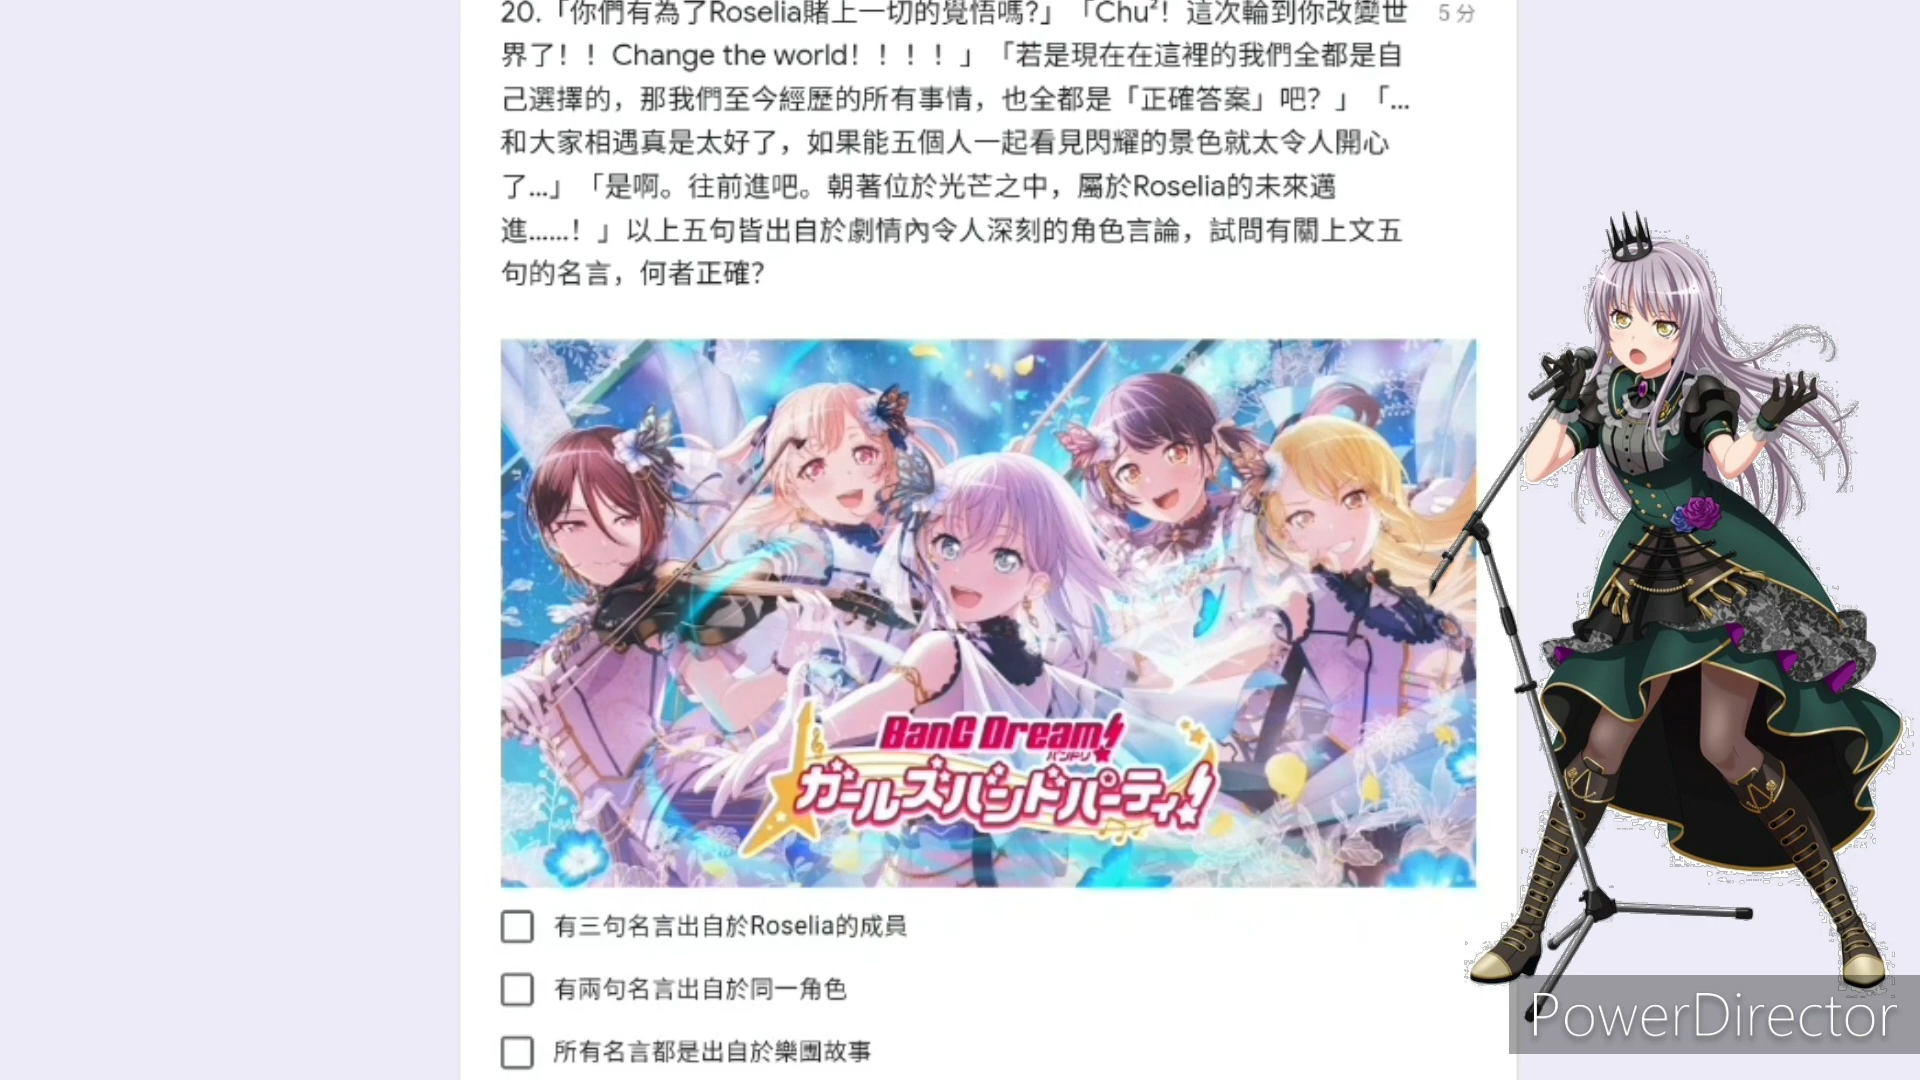 20.「你們有為了Roselia賭上一切的覺悟嗎?」「Chu²！這次輪到你改變世 5 分
界了！！Change the world！！！！」「若是現在在這裡的我們全都是自
己選擇的，那我們至今經歷的所有事情，也全都是「正確答案」吧？」「...
和大家相遇真是太好了，如果能五個人一起看見閃耀的景色就太令人開心
了...」「是啊。往前進吧。朝著位於光芒之中，屬於Roselia的未來邁
進......！」以上五句皆出自於劇情內令人深刻的角色言論，試問有關上文五
句的名言，何者正確？
BanG Dream!
バンドリ
ガールズバンドパーティ!
有三句名言出自於Roselia的成員
有兩句名言出自於同一角色
所有名言都是出自於樂團故事
PowerDirector